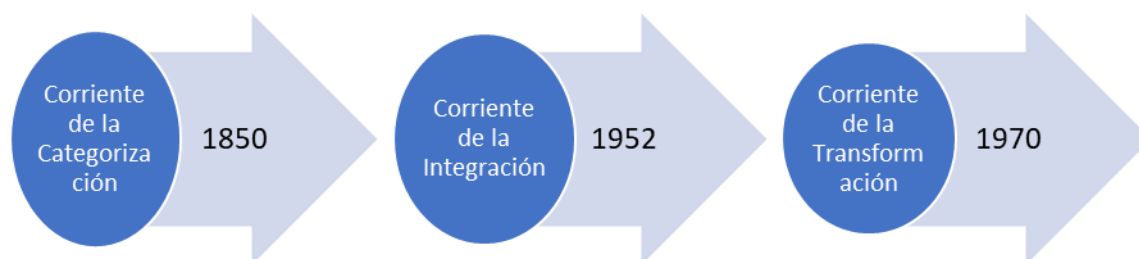 Corriente
de la
Categoriza
ción
1850
Corriente
de la
Integración
1952
Corriente
de la
Transform
ación
1970